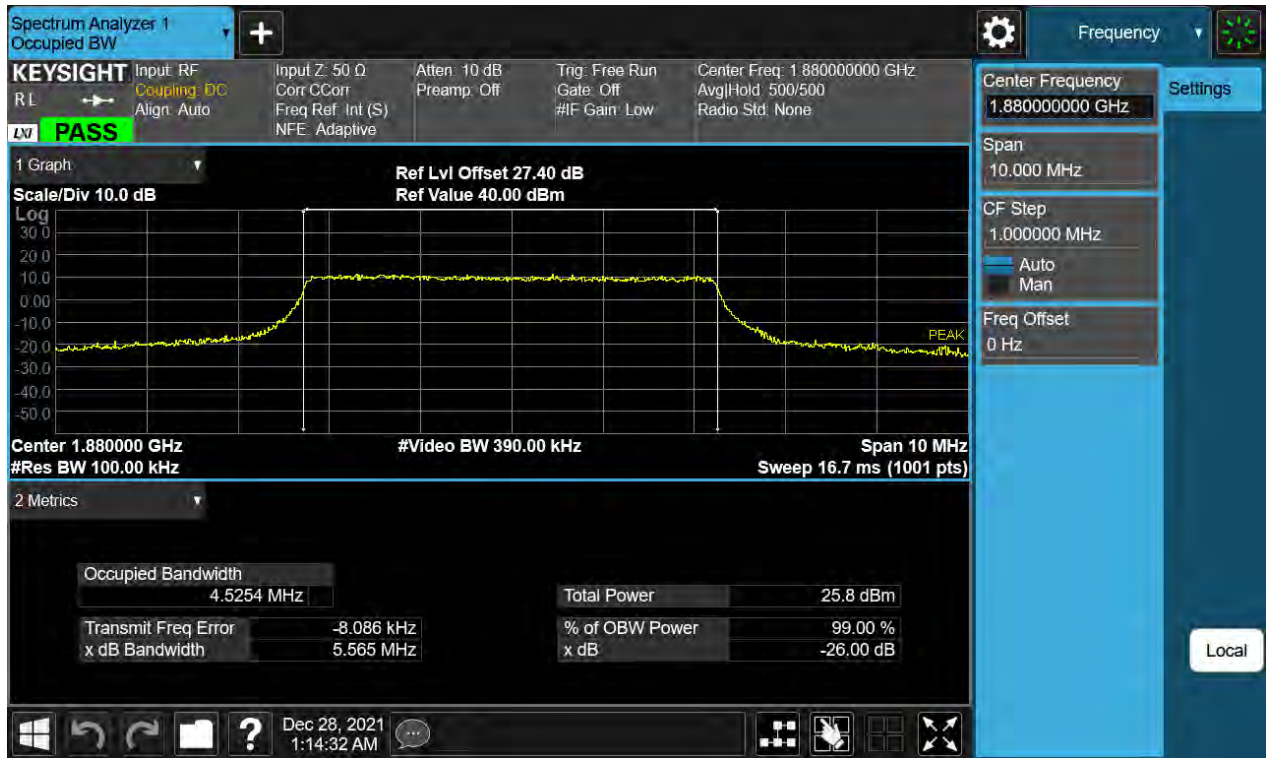 Spectrum Analyzer 1
Occupied BW
+
Frequency
KEYSIGHT
RL
LXI PASS
Input: RF
Coupling: DC
Align: Auto
Input Z: 50 Ω
Corr CCorr
Freq Ref: Int (S)
NFE: Adaptive
Atten: 10 dB
Preamp: Off
Trig: Free Run
Gate: Off
#IF Gain: Low
Center Freq: 1.880000000 GHz
Avg|Hold: 500/500
Radio Std: None
1 Graph
Scale/Div 10.0 dB
Ref Lvl Offset 27.40 dB
Ref Value 40.00 dBm
Log
30.0
20.0
10.0
0.00
-10.0
-20.0
-30.0
-40.0
-50.0
PEAK
Center 1.880000 GHz
#Video BW 390.00 kHz
Span 10 MHz
#Res BW 100.00 kHz
Sweep 16.7 ms (1001 pts)
2 Metrics
Occupied Bandwidth
4.5254 MHz
Total Power 25.8 dBm
Transmit Freq Error -8.086 kHz
% of OBW Power 99.00 %
x dB Bandwidth 5.565 MHz
x dB -26.00 dB
?
Dec 28, 2021
1:14:32 AM
Center Frequency
1.880000000 GHz
Settings
Span
10.000 MHz
CF Step
1.000000 MHz
Auto
Man
Freq Offset
0 Hz
Local